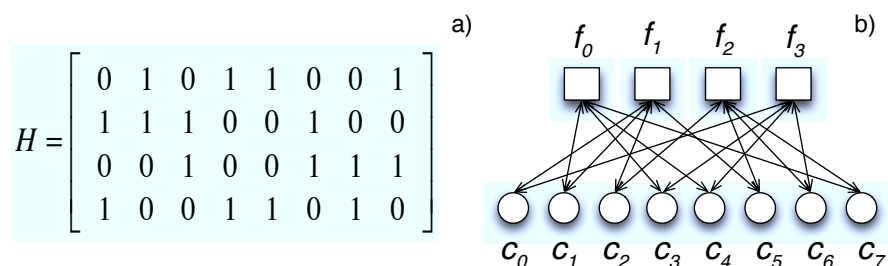 a)
H = [ 0 1 0 1 1 0 0 1
1 1 1 0 0 1 0 0
0 0 1 0 0 1 1 1
1 0 0 1 1 0 1 0 ]
b)
f₀ f₁ f₂ f₃
c₀ c₁ c₂ c₃ c₄ c₅ c₆ c₇